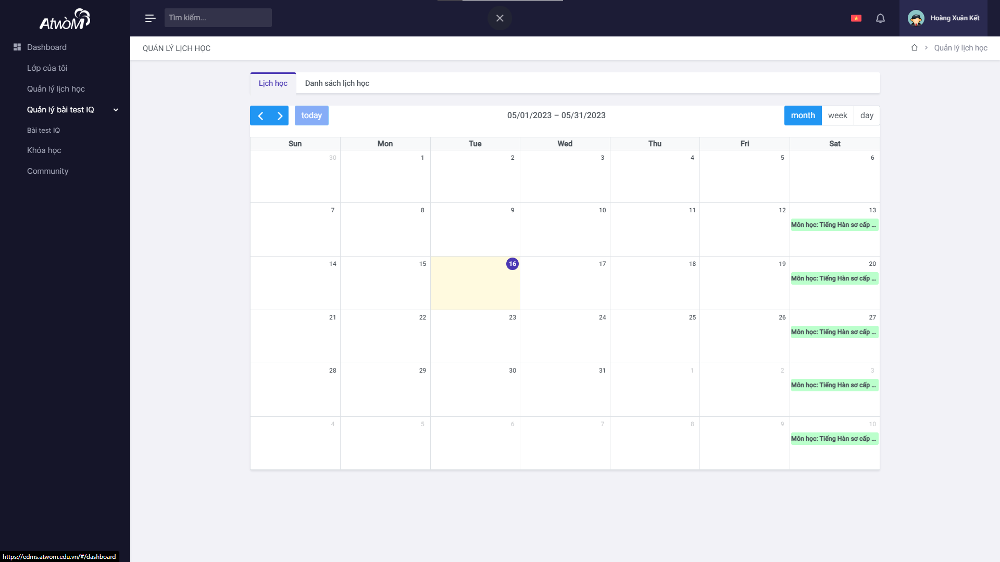 AtwòM
Dashboard
Lớp của tôi
Quản lý lịch học
Quản lý bài test IQ
Bài test IQ
Khóa học
Community
Tìm kiếm...
Hoàng Xuân Kết
QUẢN LÝ LỊCH HỌC
Quản lý lịch học
Lịch học Danh sách lịch học
today 05/01/2023 – 05/31/2023 month week day
Sun Mon Tue Wed Thu Fri Sat
30 1 2 3 4 5 6
7 8 9 10 11 12 13
Môn học: Tiếng Hàn sơ cấp ...
14 15 16 17 18 19 20
Môn học: Tiếng Hàn sơ cấp ...
21 22 23 24 25 26 27
Môn học: Tiếng Hàn sơ cấp ...
28 29 30 31 1 2 3
Môn học: Tiếng Hàn sơ cấp ...
4 5 6 7 8 9 10
Môn học: Tiếng Hàn sơ cấp ...
https://edms.atwom.edu.vn/#/dashboard